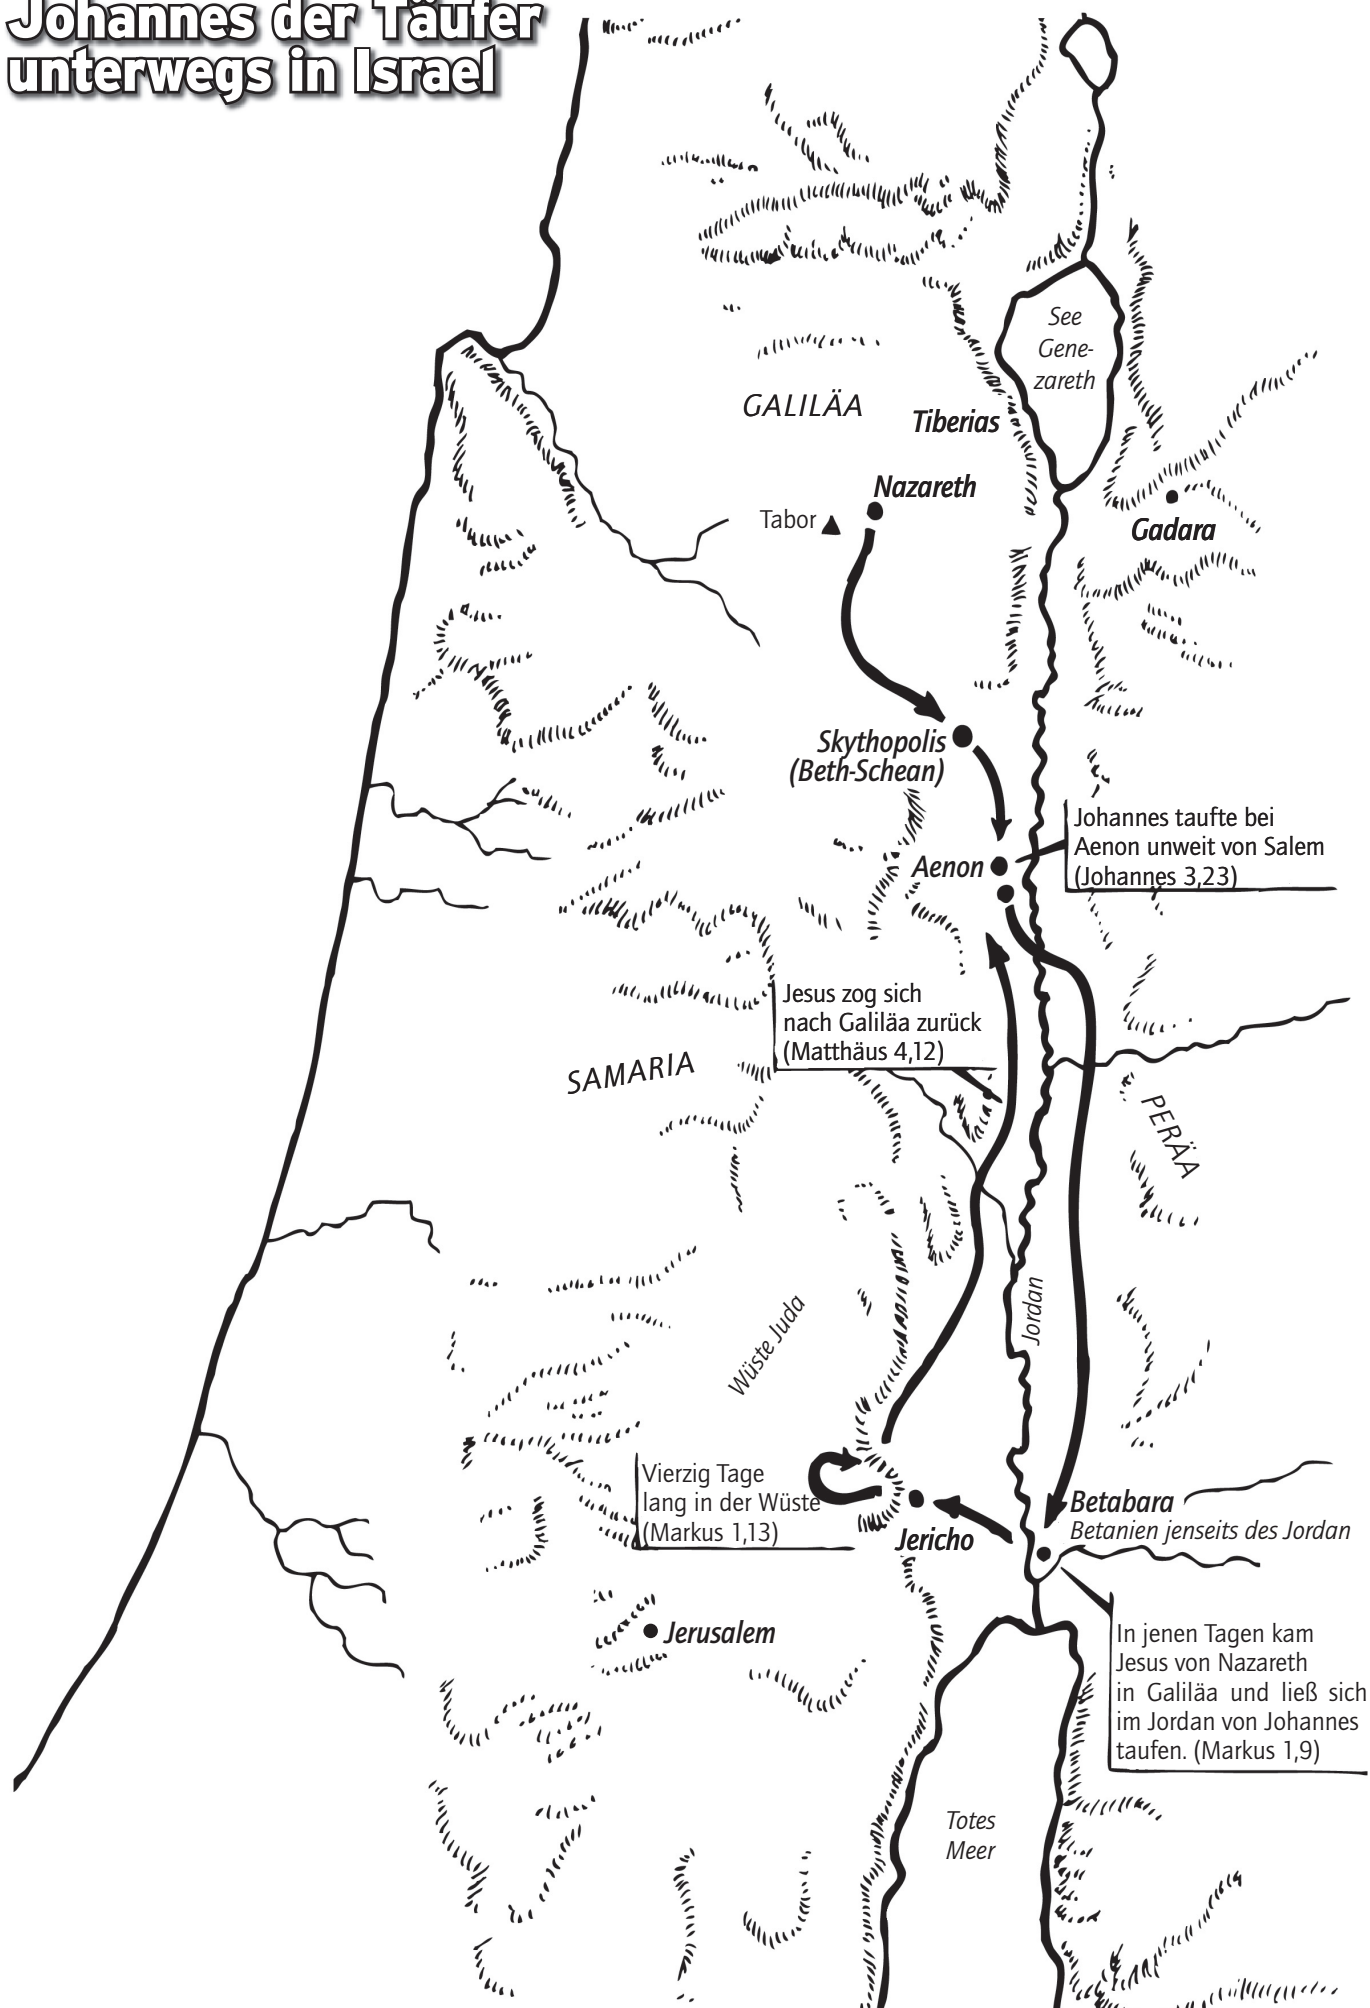 Johannes der Täufer
unterwegs in Israel
See
Gene-
zareth
GALILÄA
Tiberias
Nazareth
Tabor
Gadara
Skythopolis
(Beth-Schean)
Johannes taufte bei
Aenon unweit von Salem
(Johannes 3,23)
Aenon
Jesus zog sich
nach Galiläa zurück
(Matthäus 4,12)
SAMARIA
PERÄA
Jordan
Wüste Juda
Vierzig Tage
lang in der Wüste
(Markus 1,13)
Jericho
Betabara
Betanien jenseits des Jordan
Jerusalem
In jenen Tagen kam
Jesus von Nazareth
in Galiläa und ließ sich
im Jordan von Johannes
taufen. (Markus 1,9)
Totes
Meer